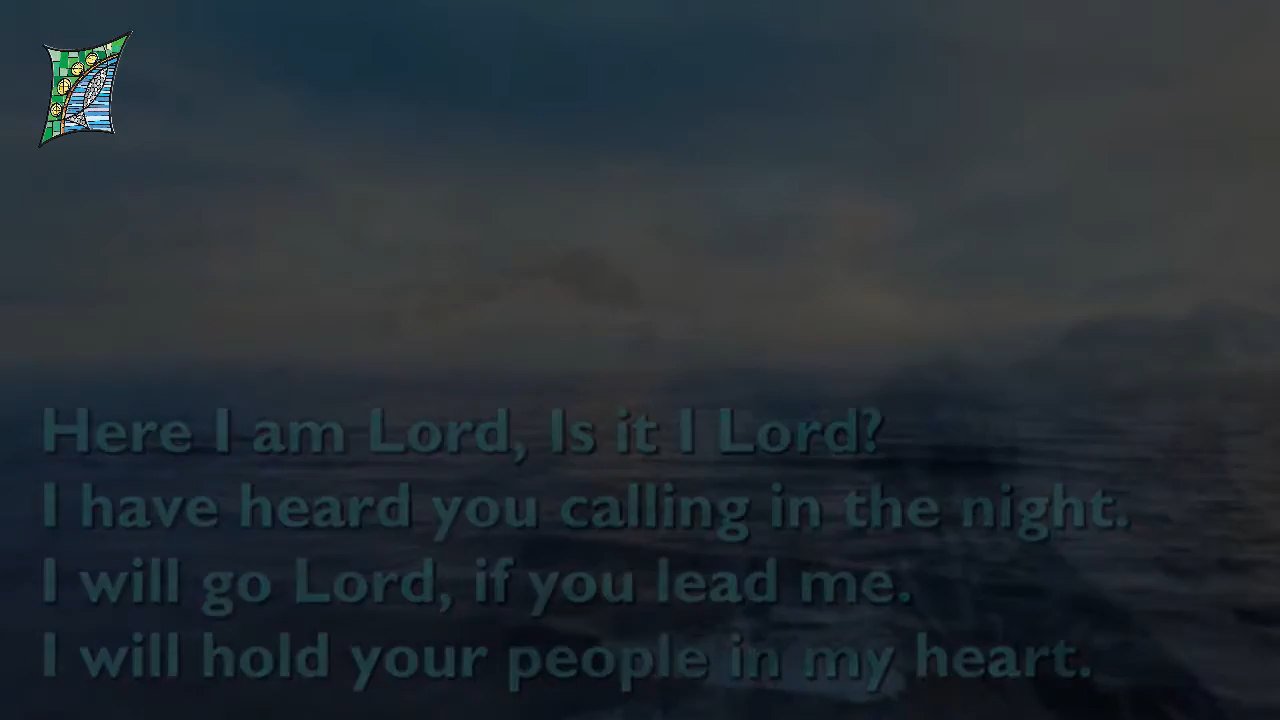 Here I am Lord, Is it I Lord?
I have heard you calling in the night.
I will go Lord, if you lead me.
I will hold your people in my heart.